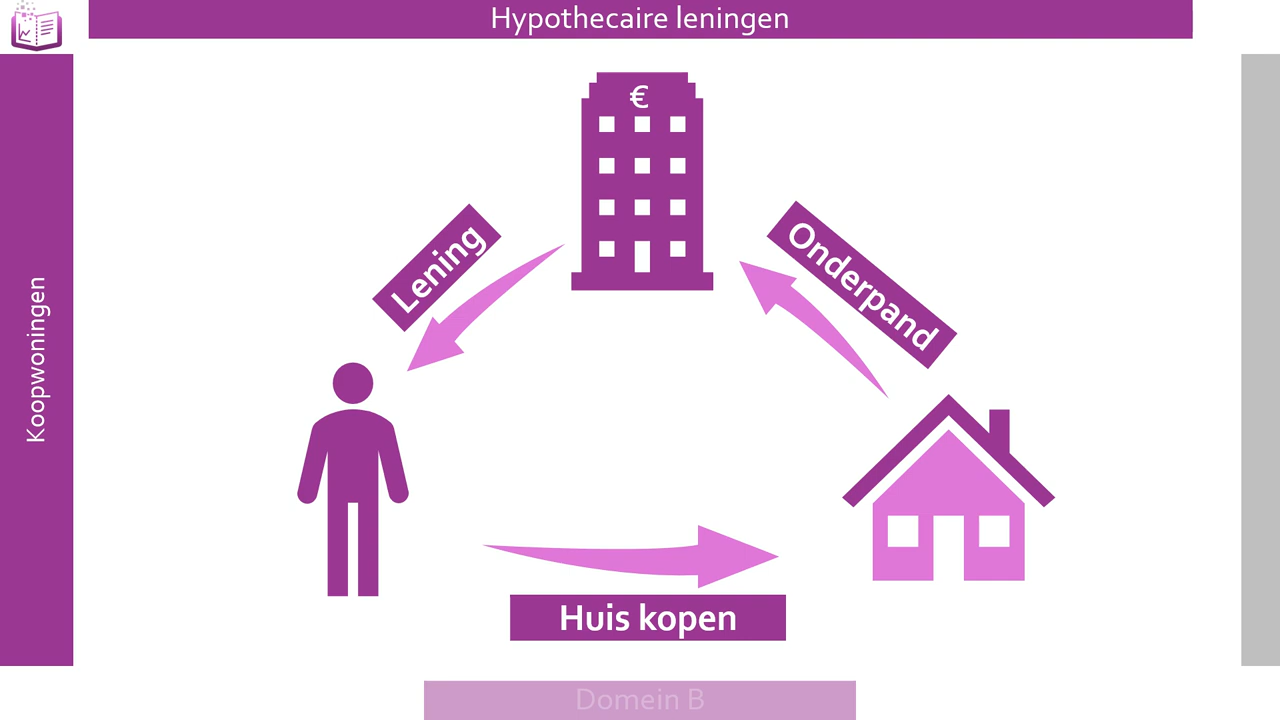 Hypothecaire leningen
€
Lening
Onderpand
Koopwoningen
Huis kopen
Domein B